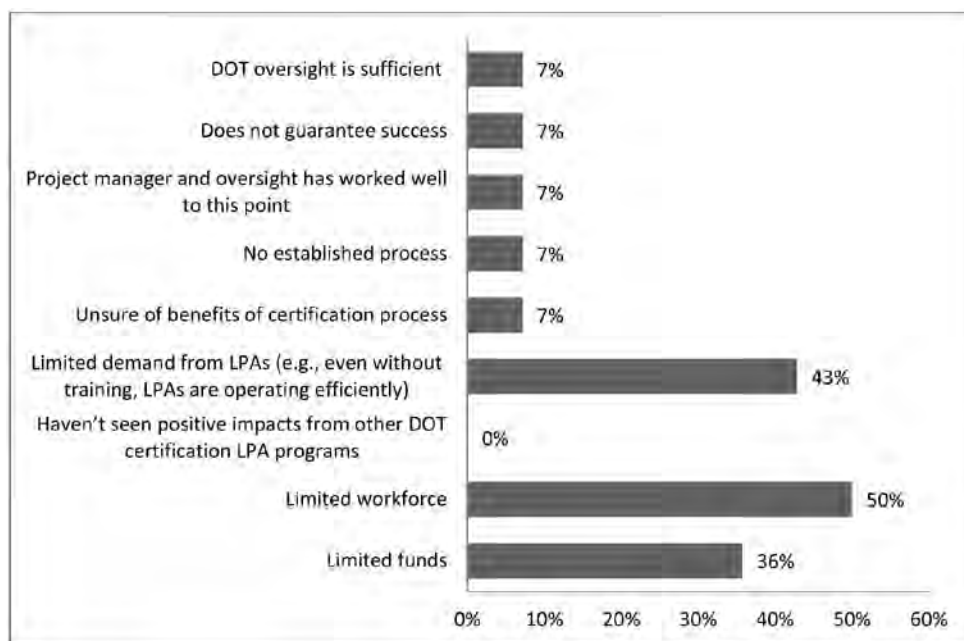 DOT oversight is sufficient
7%
Does not guarantee success
7%
Project manager and oversight has worked well
to this point
7%
No established process
7%
Unsure of benefits of certification process
7%
Limited demand from LPAs (e.g., even without
training, LPAs are operating efficiently)
43%
Haven't seen positive impacts from other DOT
certification LPA programs
0%
Limited workforce
50%
Limited funds
36%
0% 10% 20% 30% 40% 50% 60%